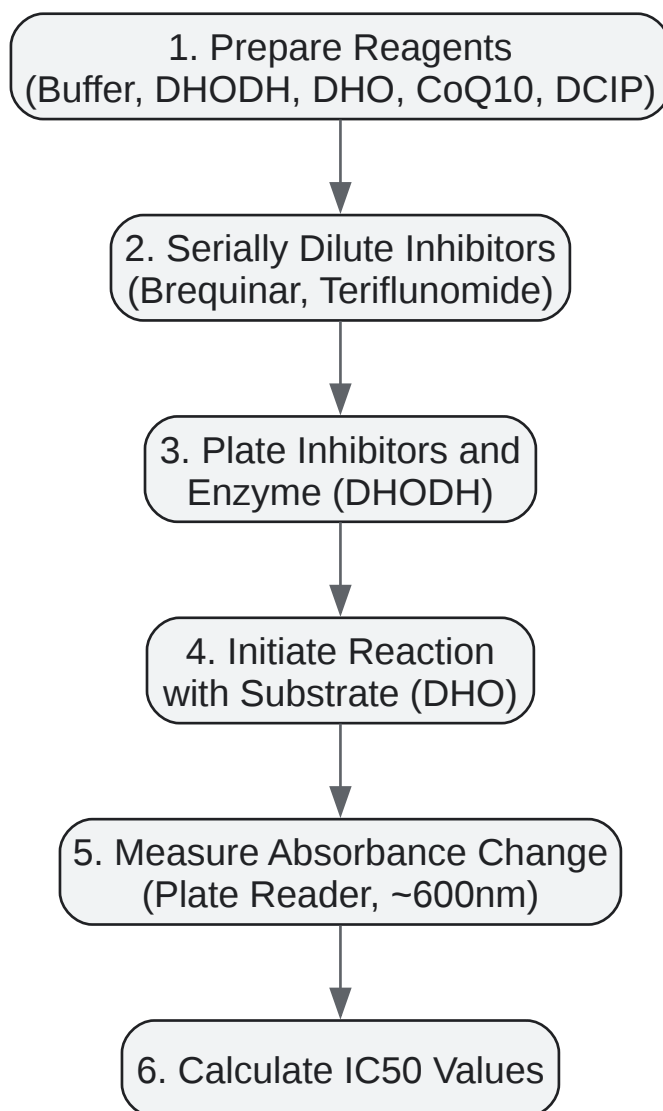 1. Prepare Reagents
(Buffer, DHODH, DHO, CoQ10, DCIP)
2. Serially Dilute Inhibitors
(Brequinar, Teriflunomide)
3. Plate Inhibitors and
Enzyme (DHODH)
4. Initiate Reaction
with Substrate (DHO)
5. Measure Absorbance Change
(Plate Reader, ~600nm)
6. Calculate IC50 Values